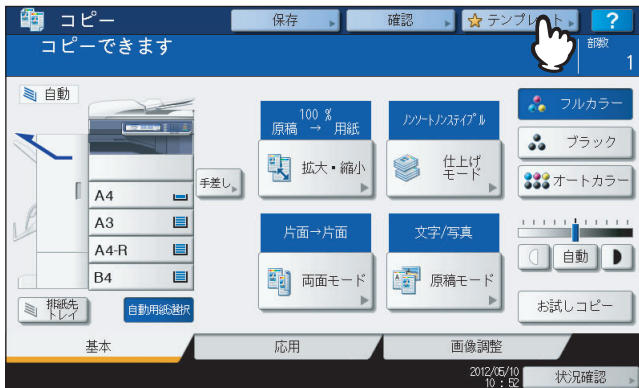 コピー
保存
確認
テンプレート
?
コピーできます
部数
1
自動
100 %
原稿 → 用紙
拡大・縮小
ノンソートノンステイプル
仕上げ
モード
フルカラー
ブラック
オートカラー
手差し
A4
A3
A4-R
B4
片面→片面
両面モード
文字/写真
原稿モード
自動
排紙先
トレイ
自動用紙選択
お試しコピー
基本
応用
画像調整
2012/05/10
10 : 52
状況確認